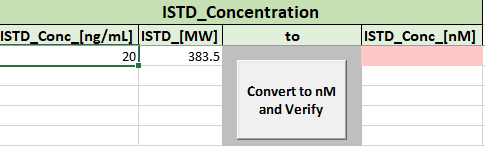 ISTD_Concentration
ISTD_Conc_[ng/mL] ISTD_[MW] to ISTD_Conc_[nM]
20 383.5
Convert to nM
and Verify